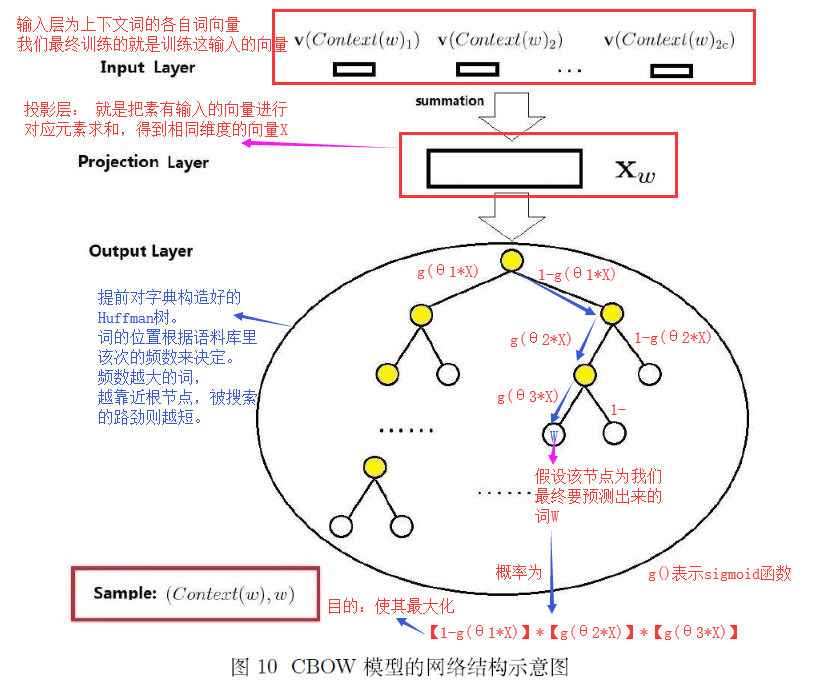 输入层为上下文词的各自词向量
我们最终训练的就是训练这输入的向量
Input Layer
v(Context(w)₁) v(Context(w)₂) ··· v(Context(w)₂c)
summation
投影层： 就是把素有输入的向量进行
对应元素求和，得到相同维度的向量X
Projection Layer
X_w
Output Layer
g(θ1*X)
1-g(θ1*X)
提前对字典构造好的
Huffman树。
词的位置根据语料库里
该次的频数来决定。
频数越大的词，
越靠近根节点，被搜索
的路劲则越短。
g(θ2*X)
1-g(θ2*X)
g(θ3*X)
1-
W
······
······
假设该节点为我们
最终要预测出来的
词W
概率为
g()表示sigmoid函数
Sample: (Context(w), w)
目的：使其最大化
【1-g(θ1*X)】*【g(θ2*X)】*【g(θ3*X)】
图 10 CBOW 模型的网络结构示意图